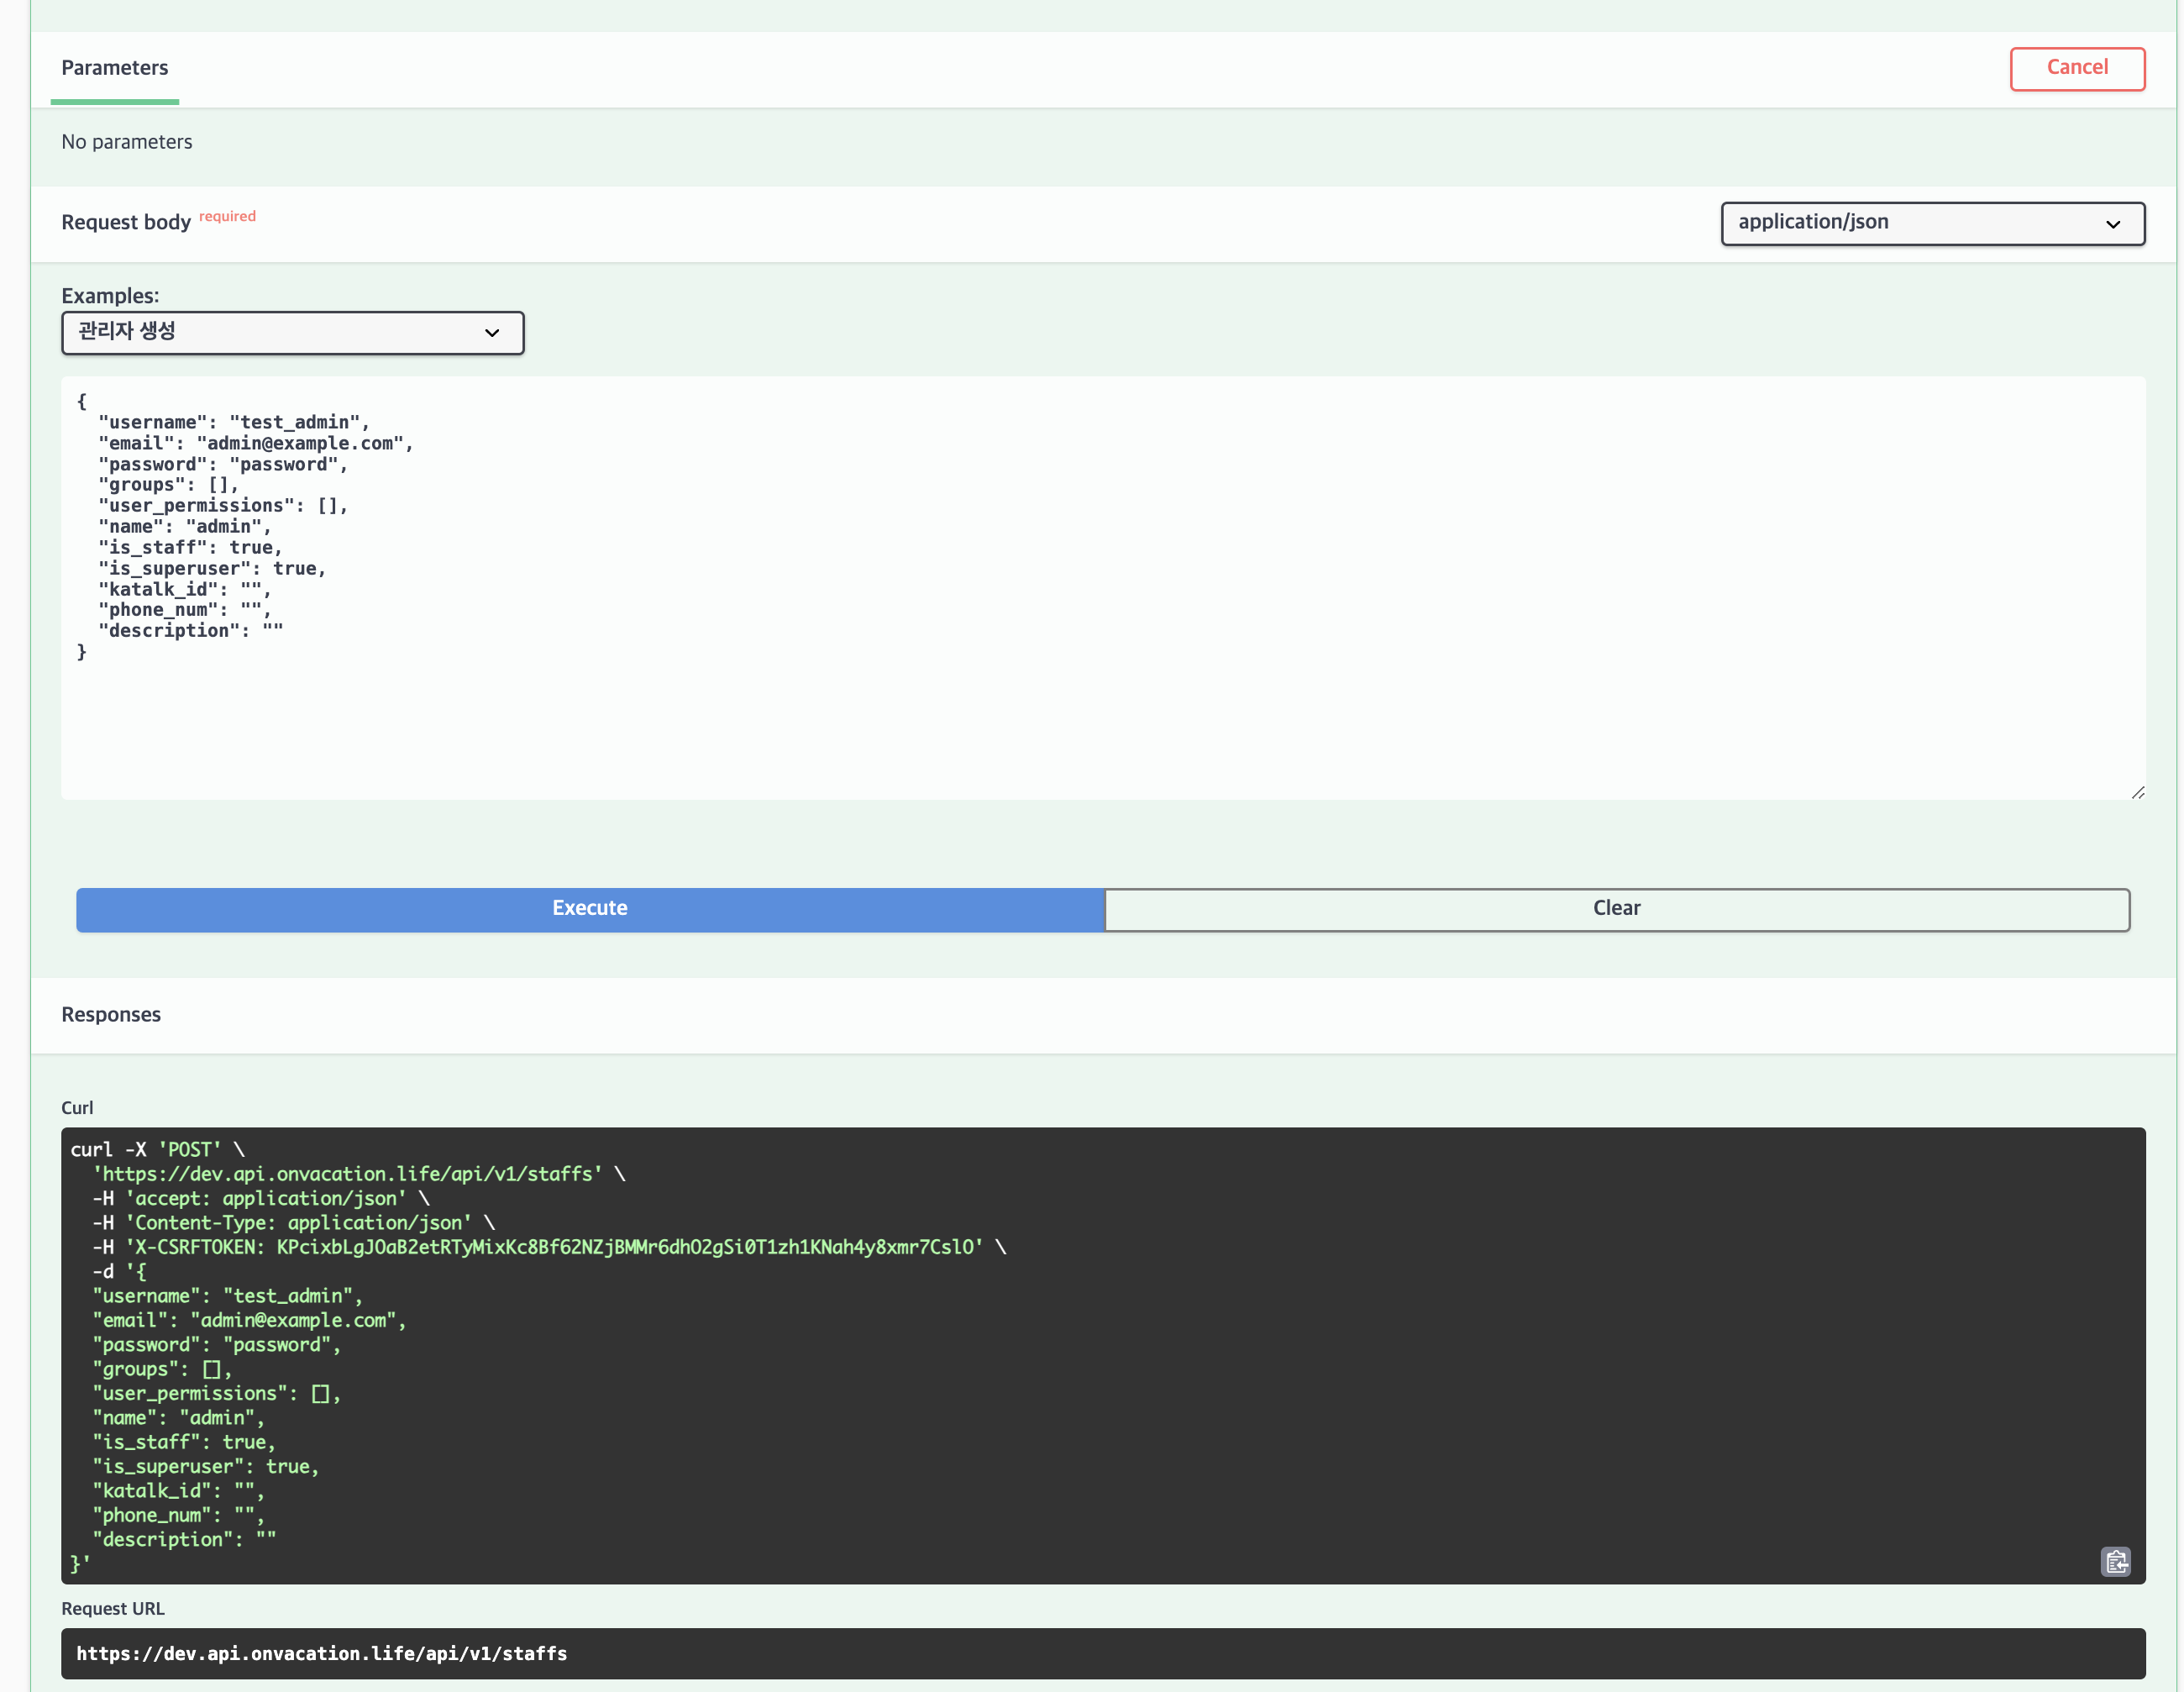 Parameters
Cancel
No parameters
Request body required
application/json
Examples:
관리자 생성
{
  "username": "test_admin",
  "email": "admin@example.com",
  "password": "password",
  "groups": [],
  "user_permissions": [],
  "name": "admin",
  "is_staff": true,
  "is_superuser": true,
  "katalk_id": "",
  "phone_num": "",
  "description": ""
}
Execute
Clear
Responses
Curl
curl -X 'POST' \
  'https://dev.api.onvacation.life/api/v1/staffs' \
  -H 'accept: application/json' \
  -H 'Content-Type: application/json' \
  -H 'X-CSRFTOKEN: KPcixbLgJOaB2etRTyMixKc8Bf62NZjBMMr6dhO2gSi0T1zh1KNah4y8xmr7CslO' \
  -d '{
  "username": "test_admin",
  "email": "admin@example.com",
  "password": "password",
  "groups": [],
  "user_permissions": [],
  "name": "admin",
  "is_staff": true,
  "is_superuser": true,
  "katalk_id": "",
  "phone_num": "",
  "description": ""
}'
Request URL
https://dev.api.onvacation.life/api/v1/staffs